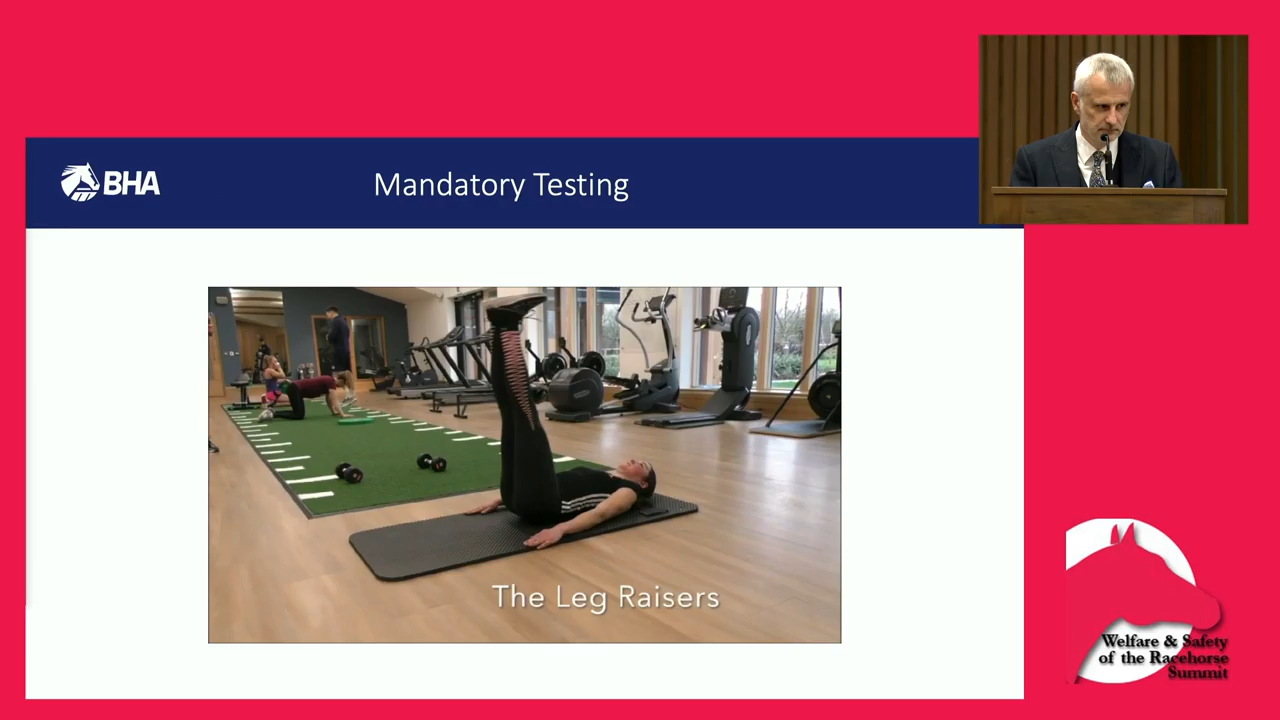 BHA
Mandatory Testing
The Leg Raisers
Welfare & Safety
of the Racehorse
Summit